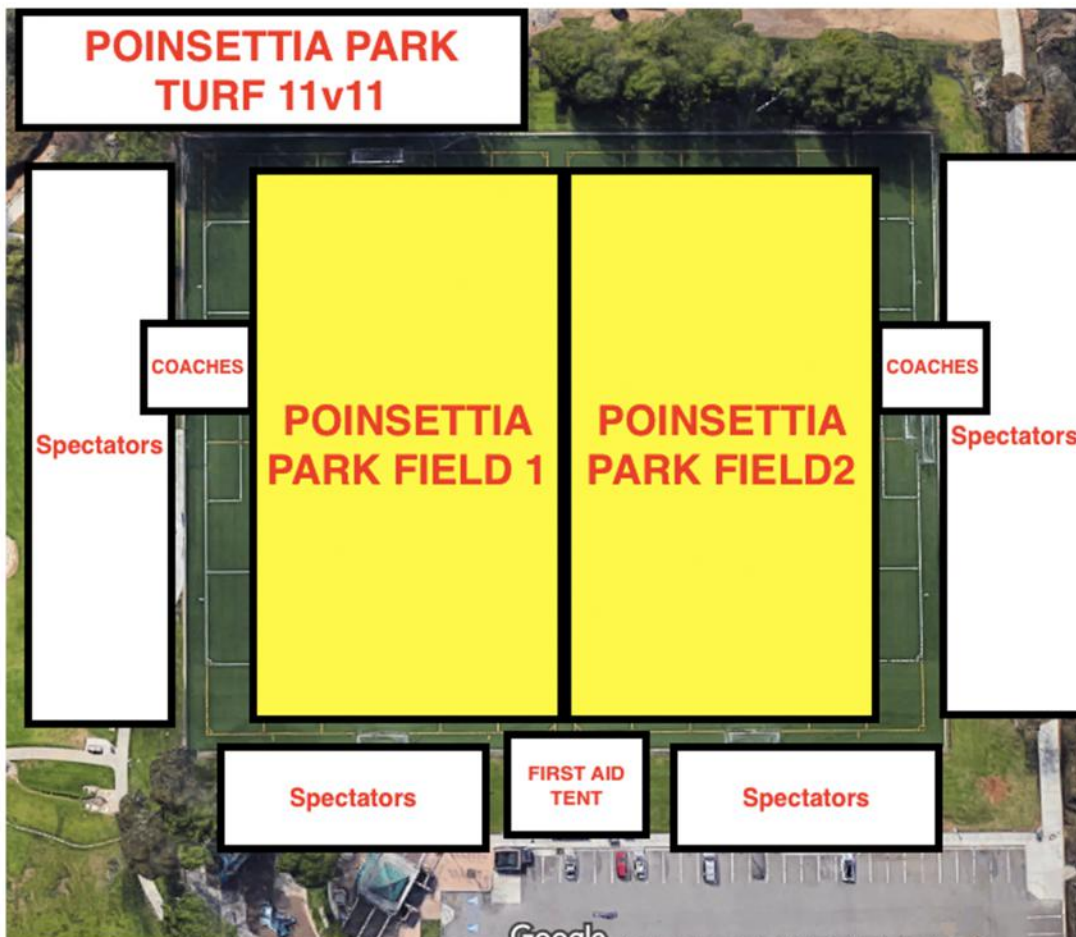 POINSETTIA PARK
TURF 11v11
COACHES
COACHES
Spectators
POINSETTIA
PARK FIELD 1
POINSETTIA
PARK FIELD2
Spectators
Spectators
FIRST AID
TENT
Spectators
Google